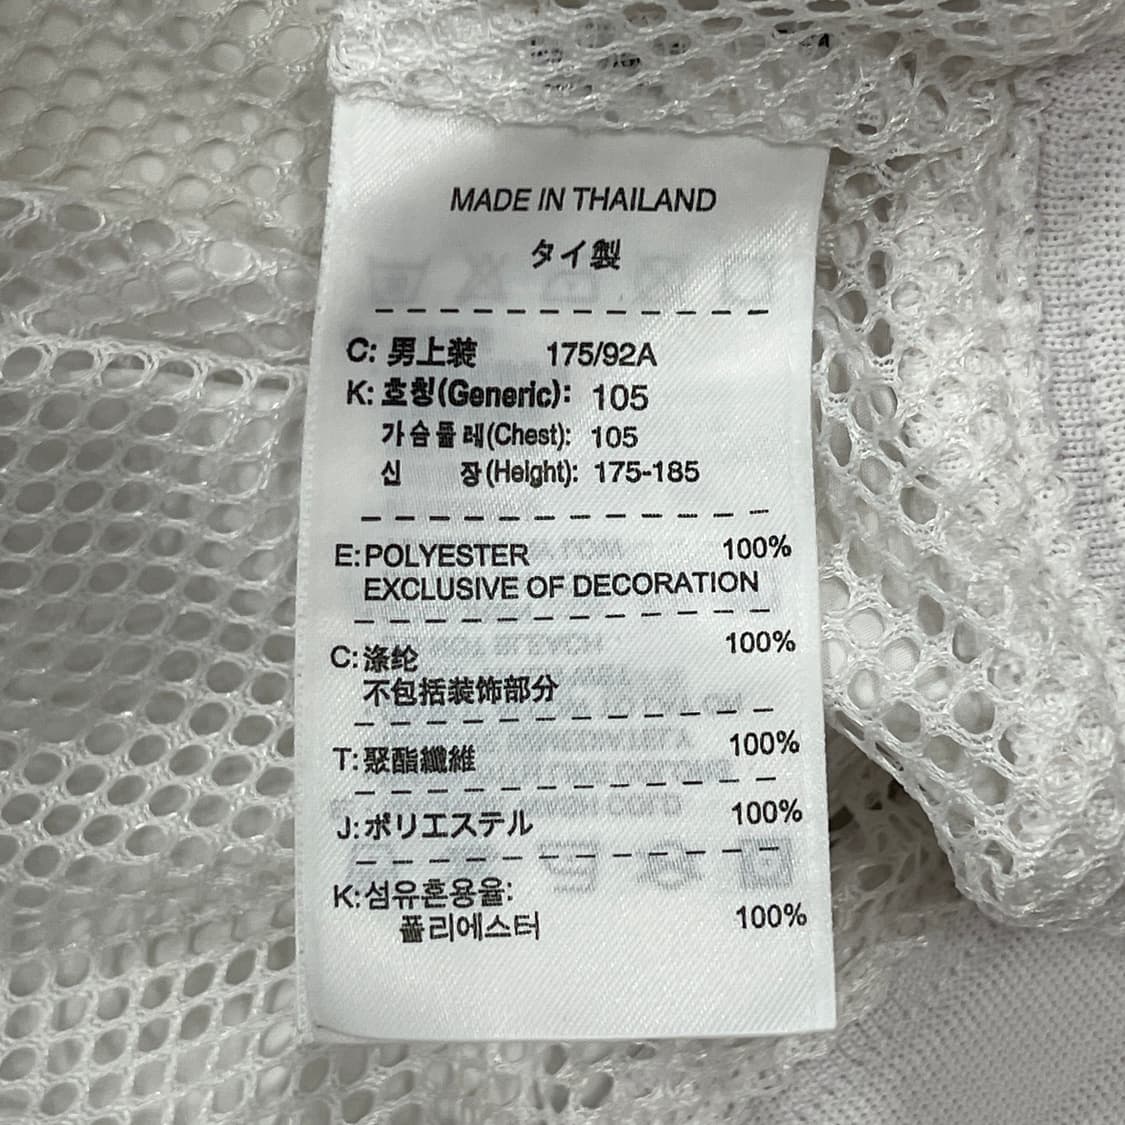 MADE IN THAILAND
タイ製
C: 男上装 175/92A
K: 호칭(Generic): 105
가슴둘레(Chest): 105
신 장(Height): 175-185
E: POLYESTER 100%
EXCLUSIVE OF DECORATION
C: 涤纶 100%
不包括装饰部分
T: 聚酯纖維 100%
J: ポリエステル 100%
K: 섬유혼용율:
폴리에스터 100%